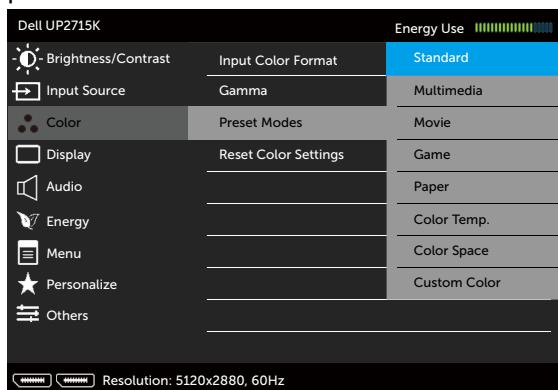 Dell UP2715K
Energy Use
Brightness/Contrast
Input Source
Color
Display
Audio
Energy
Menu
Personalize
Others
Input Color Format
Gamma
Preset Modes
Reset Color Settings
Standard
Multimedia
Movie
Game
Paper
Color Temp.
Color Space
Custom Color
Resolution: 5120x2880, 60Hz